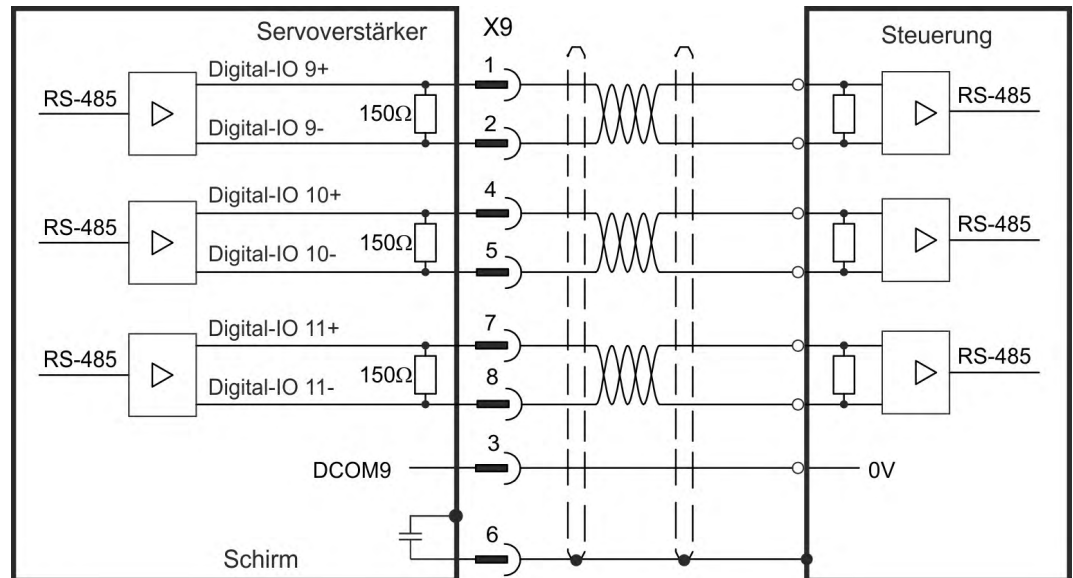 Servoverstärker
X9
Steuerung
Digital-IO 9+
1
RS-485
150Ω
RS-485
Digital-IO 9-
2
Digital-IO 10+
4
RS-485
150Ω
RS-485
Digital-IO 10-
5
Digital-IO 11+
7
RS-485
150Ω
RS-485
Digital-IO 11-
8
3
DCOM9
0V
6
Schirm